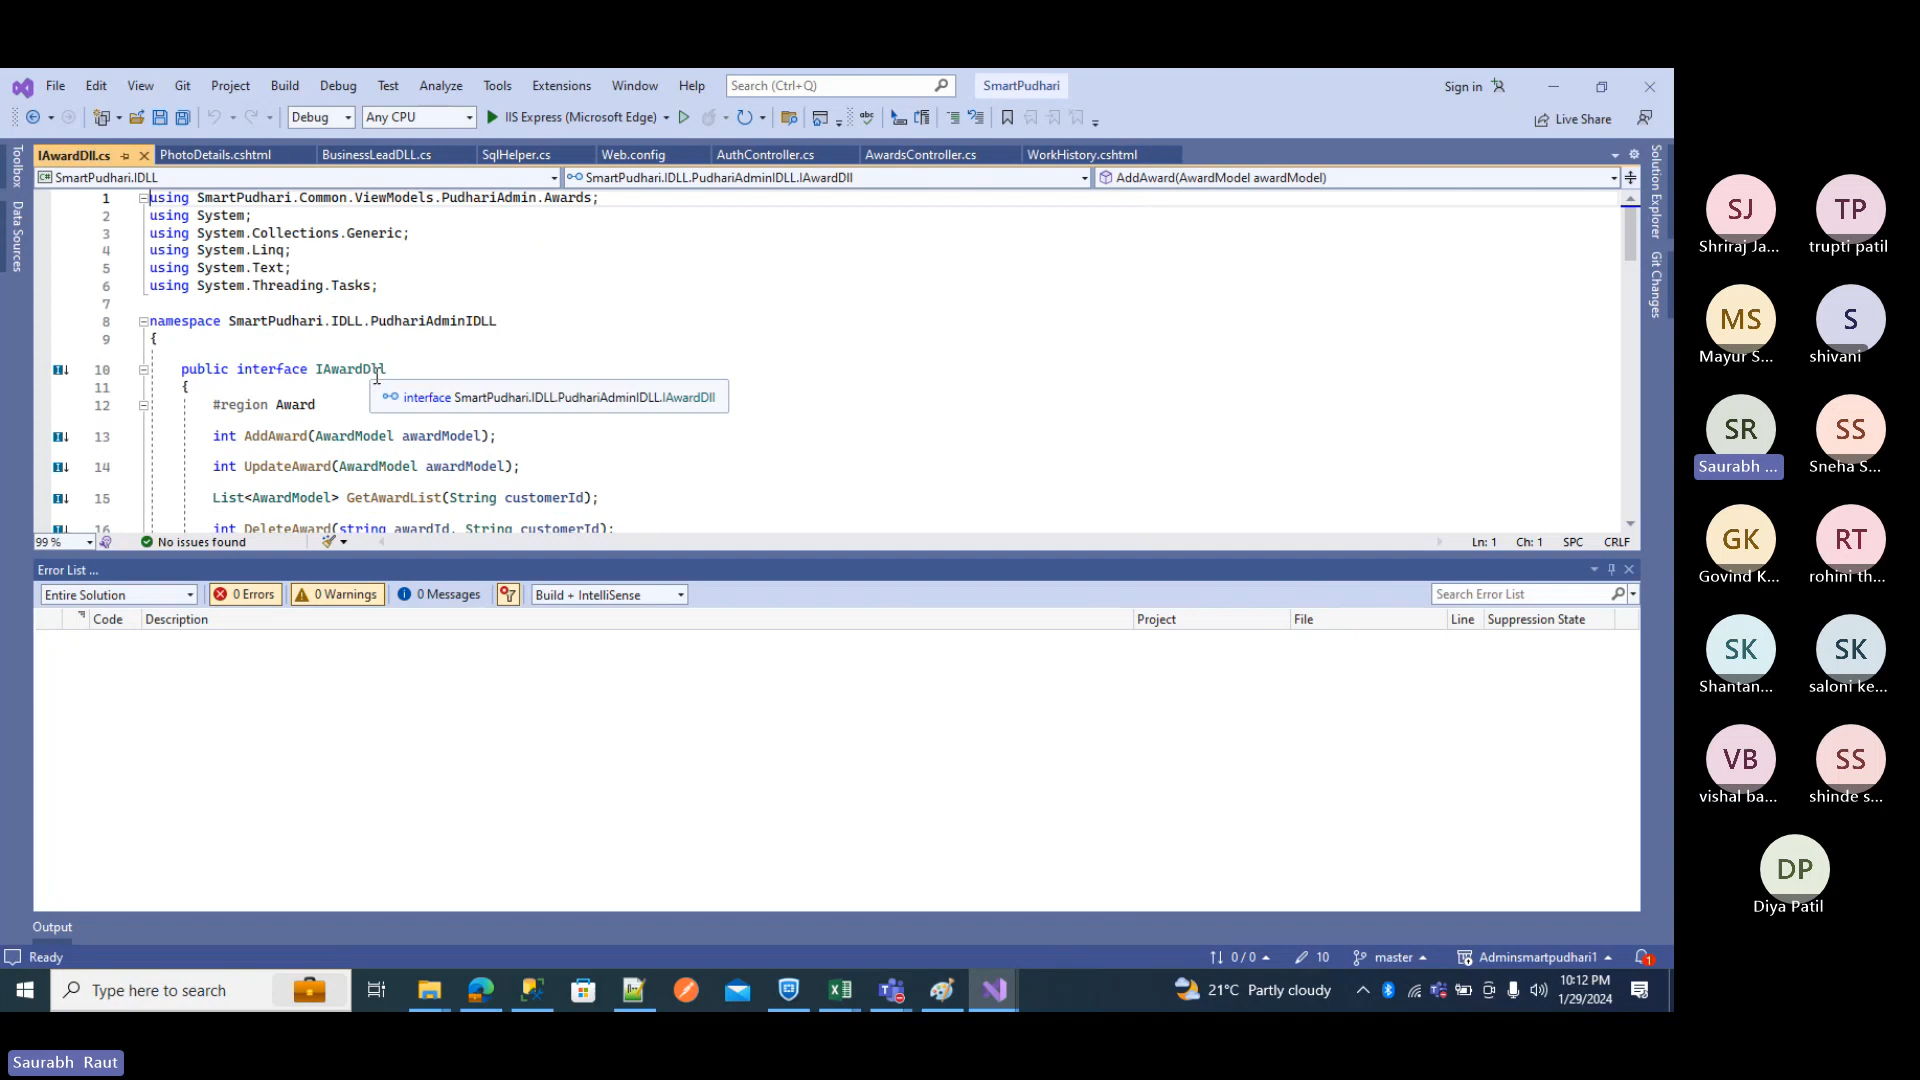 File Edit View Git Project Build Debug Test Analyze Tools Extensions Window Help Search (Ctrl+Q) SmartPudhari Sign in
Debug Any CPU IIS Express (Microsoft Edge) Live Share
IAwardDll.cs PhotoDetails.cshtml BusinessLeadDLL.cs SqlHelper.cs Web.config AuthController.cs AwardsController.cs WorkHistory.cshtml
SmartPudhari.IDLL SmartPudhari.IDLL.PudhariAdminIDLL.IAwardDll AddAward(AwardModel awardModel)
Toolbox
Data Sources
Solution Explorer
Git Changes
1 using SmartPudhari.Common.ViewModels.PudhariAdmin.Awards;
2 using System;
3 using System.Collections.Generic;
4 using System.Linq;
5 using System.Text;
6 using System.Threading.Tasks;
7
8 namespace SmartPudhari.IDLL.PudhariAdminIDLL
9 {
10 public interface IAwardDll
11 {
interface SmartPudhari.IDLL.PudhariAdminIDLL.IAwardDll
12 #region Award
13 int AddAward(AwardModel awardModel);
14 int UpdateAward(AwardModel awardModel);
15 List<AwardModel> GetAwardList(String customerId);
16 int DeleteAward(string awardId, String customerId);
99 % No issues found Ln: 1 Ch: 1 SPC CRLF
Error List ...
Entire Solution 0 Errors 0 Warnings 0 Messages Build + IntelliSense Search Error List
Code Description Project File Line Suppression State
Output
Ready 0 / 0 10 master Adminsmartpudhari1 1
Type here to search 21°C Partly cloudy 10:12 PM
1/29/2024
SJ TP
Shriraj Ja... trupti patil
MS S
Mayur S... shivani
SR SS
Saurabh ... Sneha S...
GK RT
Govind K... rohini th...
SK SK
Shantan... saloni ke...
VB SS
vishal ba... shinde s...
DP
Diya Patil
Saurabh Raut